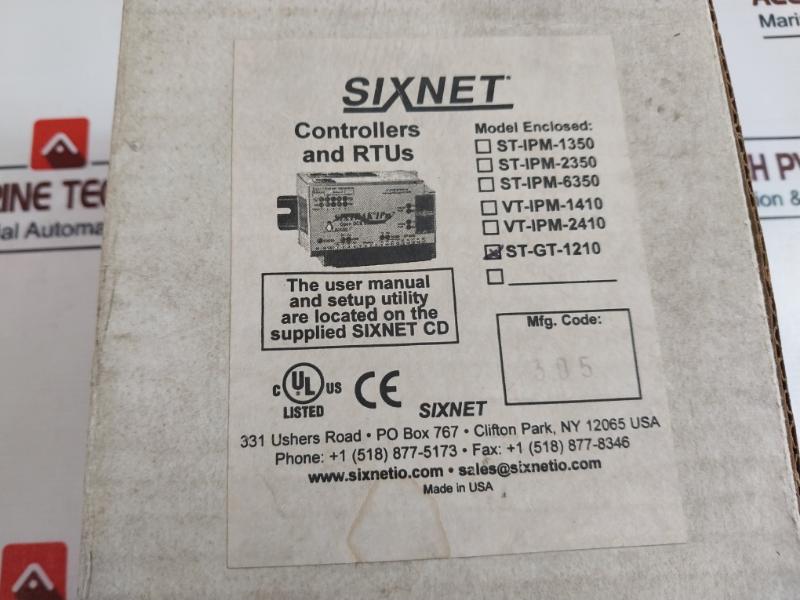 SIXNET
Controllers
and RTUs
The user manual
and setup utility
are located on the
supplied SIXNET CD
Model Enclosed:
ST-IPM-1350
ST-IPM-2350
ST-IPM-6350
VT-IPM-1410
VT-IPM-2410
ST-GT-1210
Mfg. Code:
305
C UL US
LISTED
CE
SIXNET
331 Ushers Road • PO Box 767 • Clifton Park, NY 12065 USA
Phone: +1 (518) 877-5173 • Fax: +1 (518) 877-8346
www.sixnetio.com • sales@sixnetio.com
Made in USA